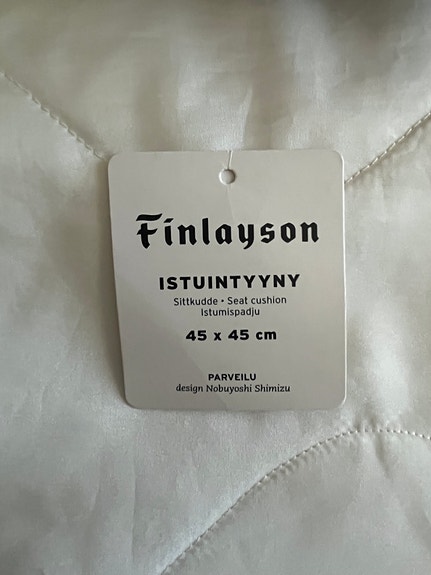 Finlayson
ISTUINTYYNY
Sittkudde • Seat cushion
Istumispadju
45 x 45 cm
PARVEILU
design Nobuyoshi Shimizu